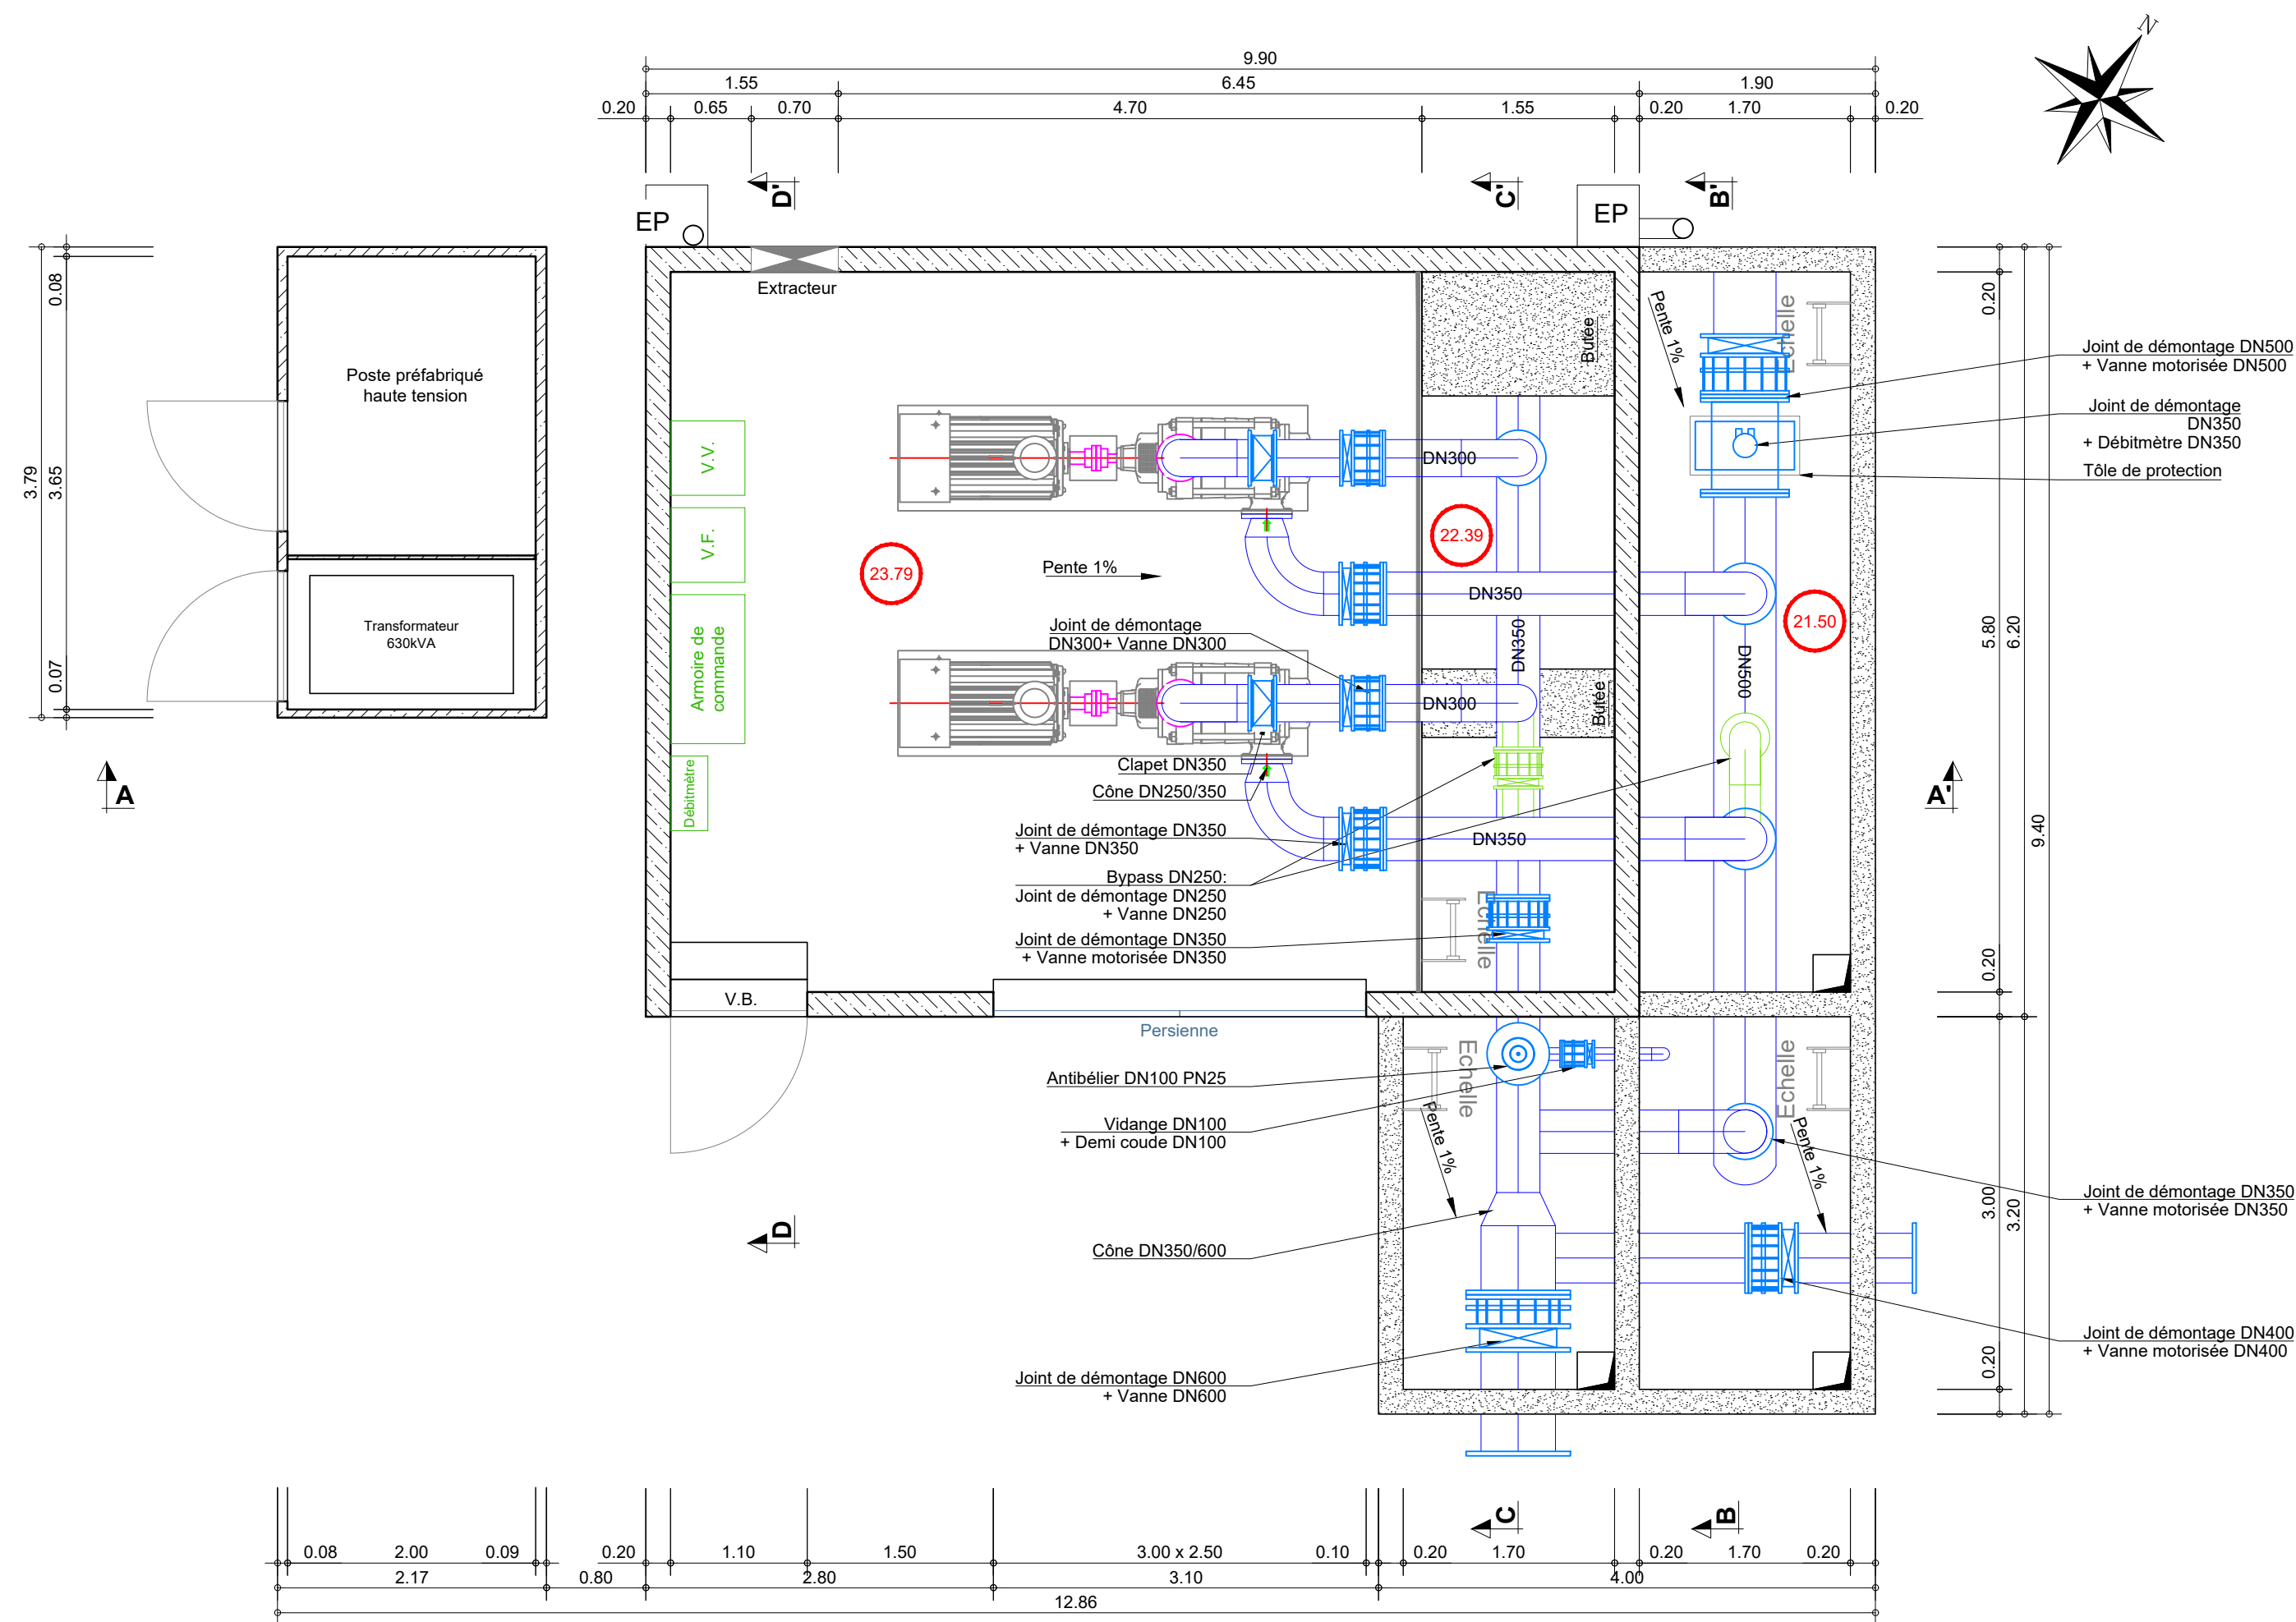 N
9.90
1.55
6.45
1.90
0.20
0.65
0.70
4.70
1.55
0.20
1.70
0.20
D'
C'
B'
EP
EP
Extracteur
0.08
3.79
3.65
0.07
Poste préfabriqué
haute tension
Transformateur
630kVA
V.V.
V.F.
Armoire de
commande
Débitmètre
23.79
22.39
21.50
Pente 1%
Butée
Butée
DN300
DN350
DN350
DN300
DN350
DN500
Pente 1%
Echelle
Joint de démontage DN500
+ Vanne motorisée DN500
Joint de démontage
DN350
+ Débitmètre DN350
Tôle de protection
0.20
5.80
6.20
9.40
0.20
3.00
3.20
0.20
A
A'
Joint de démontage
DN300+ Vanne DN300
Clapet DN350
Cône DN250/350
Joint de démontage DN350
+ Vanne DN350
Bypass DN250:
Joint de démontage DN250
+ Vanne DN250
Joint de démontage DN350
+ Vanne motorisée DN350
Echelle
V.B.
Persienne
Antibélier DN100 PN25
Vidange DN100
+ Demi coude DN100
Echelle
Pente 1%
Echelle
Pente 1%
Cône DN350/600
Joint de démontage DN600
+ Vanne DN600
Joint de démontage DN350
+ Vanne motorisée DN350
Joint de démontage DN400
+ Vanne motorisée DN400
D
C
B
0.08
2.00
0.09
0.20
1.10
1.50
3.00 x 2.50
0.10
0.20
1.70
0.20
1.70
0.20
2.17
0.80
2.80
3.10
4.00
12.86